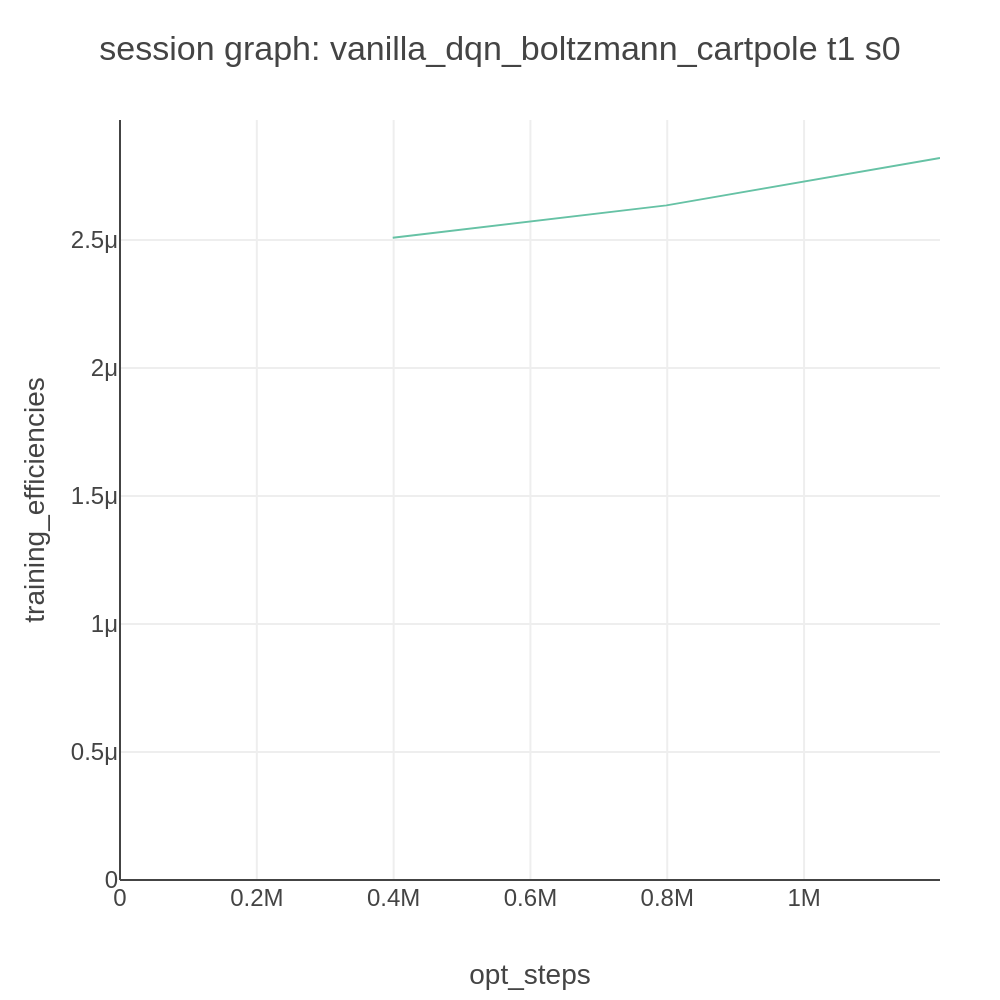 session graph: vanilla_dqn_boltzmann_cartpole t1 s0
training_efficiencies
2.5μ
2μ
1.5μ
1μ
0.5μ
0
0 0.2M 0.4M 0.6M 0.8M 1M
opt_steps